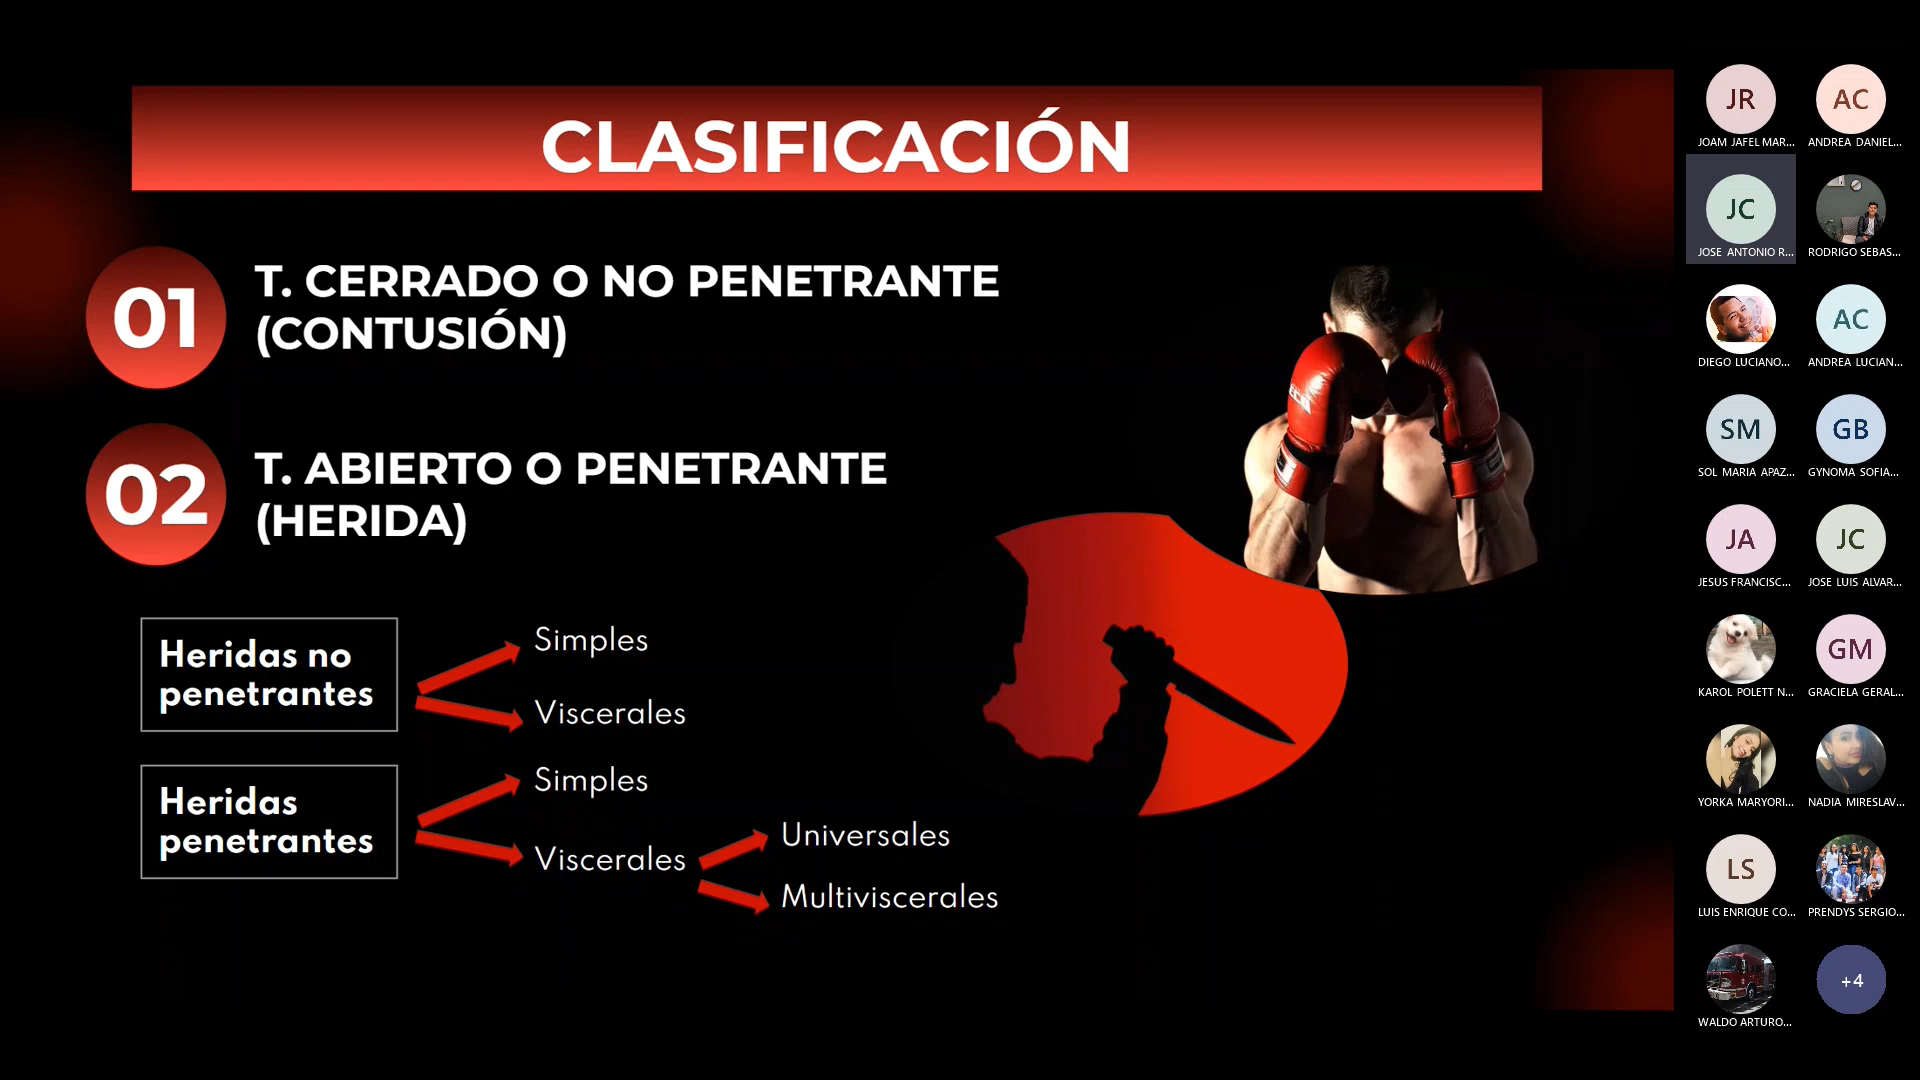 CLASIFICACIÓN
01
T. CERRADO O NO PENETRANTE
(CONTUSIÓN)
02
T. ABIERTO O PENETRANTE
(HERIDA)
Heridas no
penetrantes
Simples
Viscerales
Heridas
penetrantes
Simples
Viscerales
Universales
Multiviscerales
JR
JOAM JAFEL MAR...
AC
ANDREA DANIEL...
JC
JOSE ANTONIO R...
RODRIGO SEBAS...
DIEGO LUCIANO...
AC
ANDREA LUCIAN...
SM
SOL MARIA APAZ...
GB
GYNOMA SOFIA...
JA
JESUS FRANCISC...
JC
JOSE LUIS ALVAR...
KAROL POLETT N...
GM
GRACIELA GERAL...
YORKA MARYORI...
NADIA MIRESLAV...
LS
LUIS ENRIQUE CO...
PRENDYS SERGIO...
WALDO ARTURO...
+4